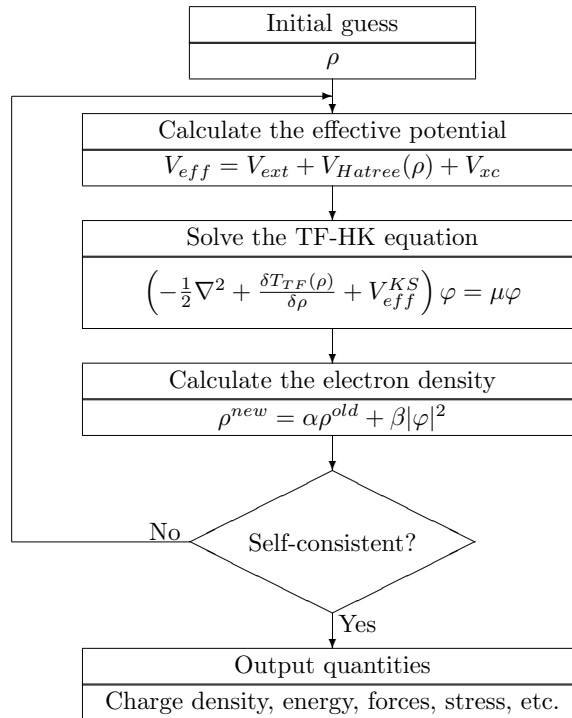 Initial guess
ρ
Calculate the effective potential
V_{eff} = V_{ext} + V_{Hatree}(ρ) + V_{xc}
Solve the TF-HK equation
(-\frac{1}{2}∇^2 + \frac{δT_{TF}(ρ)}{δρ} + V_{eff}^{KS}) φ = μφ
Calculate the electron density
ρ^{new} = αρ^{old} + β|φ|^2
No
Self-consistent?
Yes
Output quantities
Charge density, energy, forces, stress, etc.